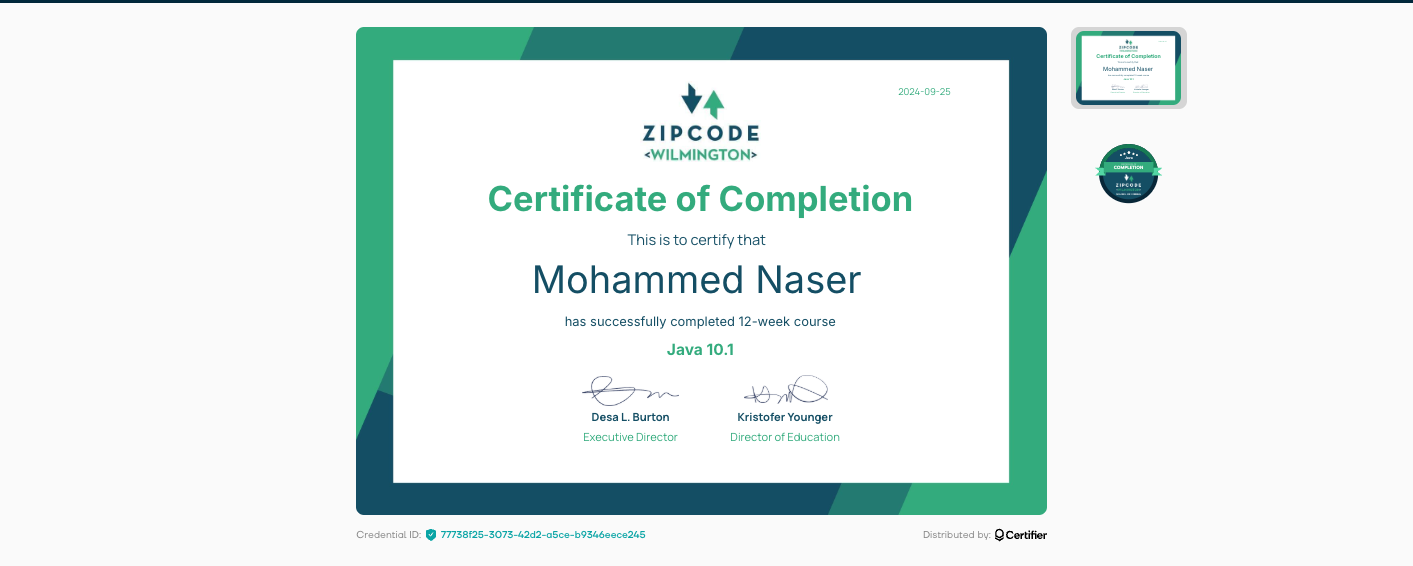 2024-09-25
ZIPCODE
<WILMINGTON>
Certificate of Completion
This is to certify that
Mohammed Naser
has successfully completed 12-week course
Java 10.1
Desa L. Burton
Kristofer Younger
Executive Director
Director of Education
Credential ID: 77738f25-3073-42d2-a5ce-b9346eece245
Distributed by: Certifier
Certificate of Completion
Mohammed Naser
Java
COMPLETION
ZIPCODE